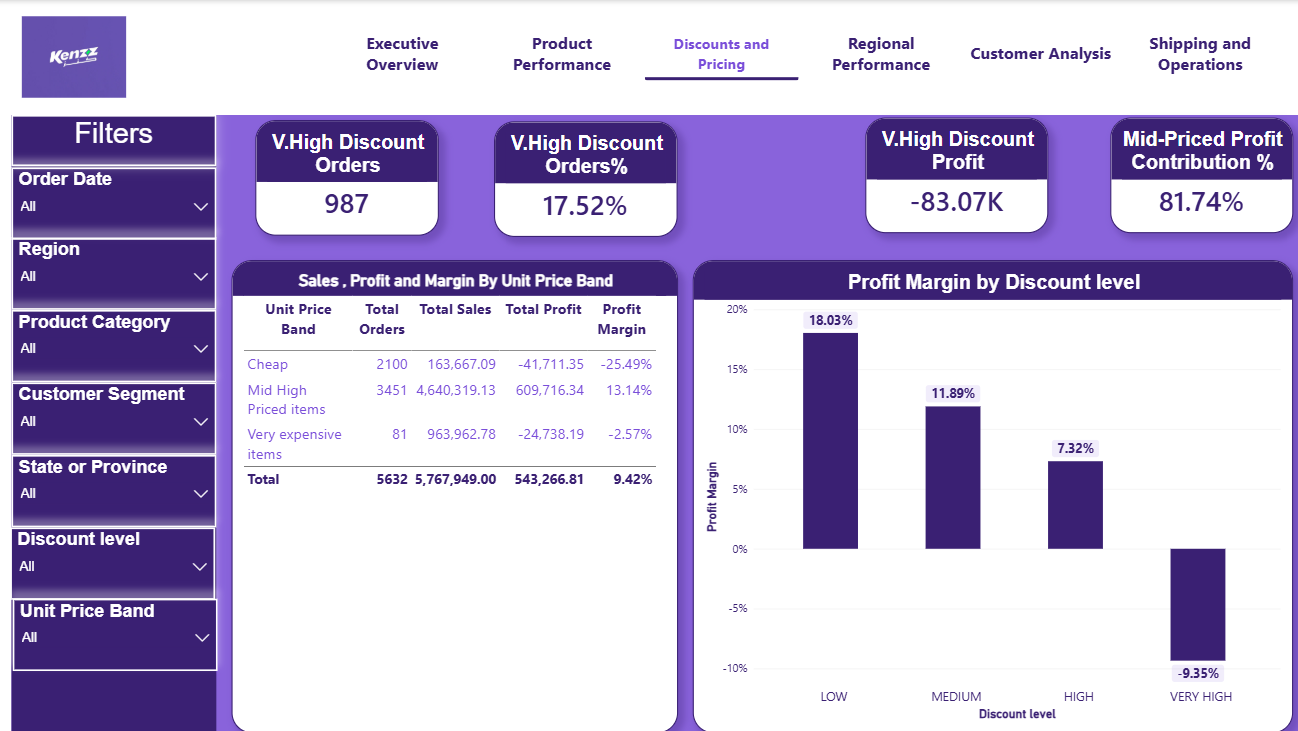 Kenzz
Executive
Overview
Product
Performance
Discounts and
Pricing
Regional
Performance
Customer Analysis
Shipping and
Operations
Filters
Order Date
All
Region
All
Product Category
All
Customer Segment
All
State or Province
All
Discount level
All
Unit Price Band
All
V.High Discount
Orders
987
V.High Discount
Orders%
17.52%
V.High Discount
Profit
-83.07K
Mid-Priced Profit
Contribution %
81.74%
Sales , Profit and Margin By Unit Price Band
Unit Price
Band
Total
Orders
Total Sales
Total Profit
Profit
Margin
Cheap 2100 163,667.09 -41,711.35 -25.49%
Mid High
Priced items
3451 4,640,319.13 609,716.34 13.14%
Very expensive
items
81 963,962.78 -24,738.19 -2.57%
Total 5632 5,767,949.00 543,266.81 9.42%
Profit Margin by Discount level
Profit Margin
20%
15%
10%
5%
0%
-5%
-10%
18.03%
11.89%
7.32%
-9.35%
LOW MEDIUM HIGH VERY HIGH
Discount level